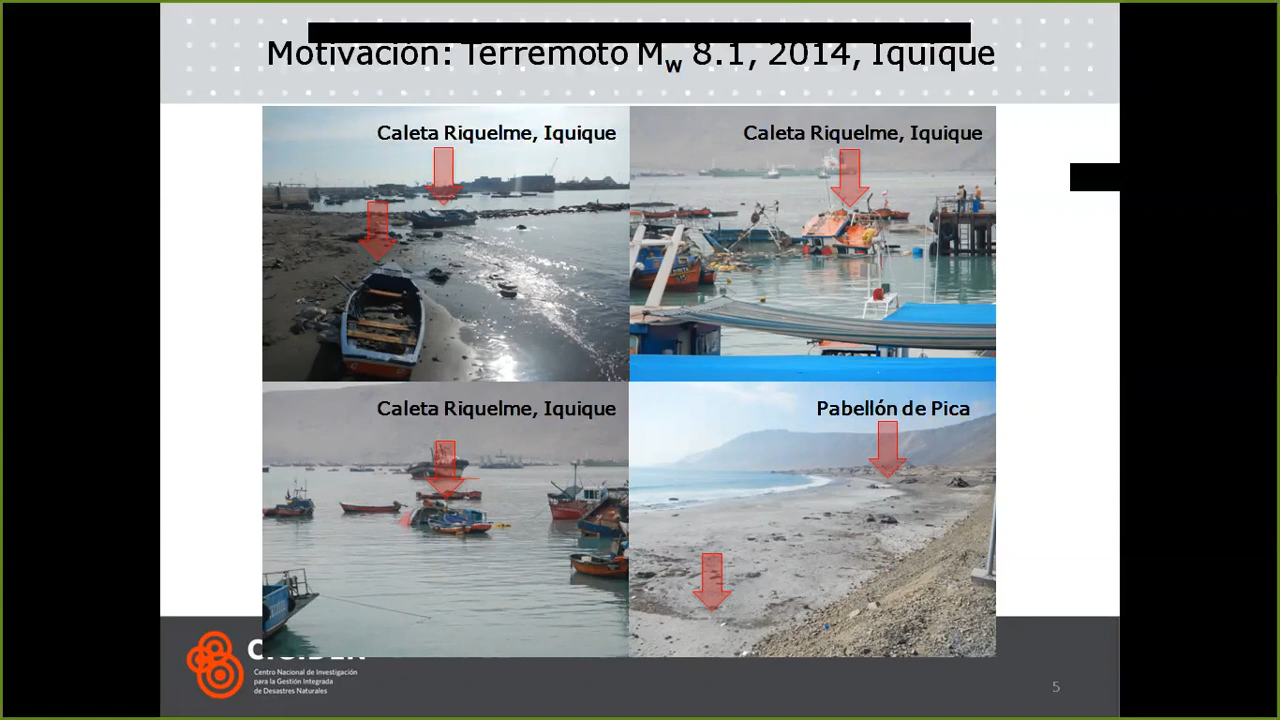 Motivación: Terremoto Mw 8.1, 2014, Iquique
Caleta Riquelme, Iquique
Caleta Riquelme, Iquique
Caleta Riquelme, Iquique
Pabellón de Pica
CIGIDEN
Centro Nacional de Investigación
para la Gestión Integrada
de Desastres Naturales
5